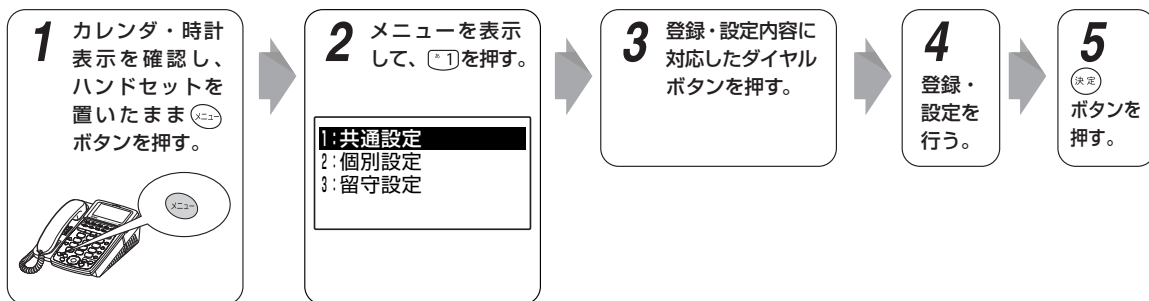 1 カレンダ・時計
表示を確認し、
ハンドセットを
置いたまま メニュー
ボタンを押す。
メニュー
2 メニューを表示
して、1を押す。
1:共通設定
2:個別設定
3:留守設定
3 登録・設定内容に
対応したダイヤル
ボタンを押す。
4
登録・
設定を
行う。
5
決定
ボタンを
押す。